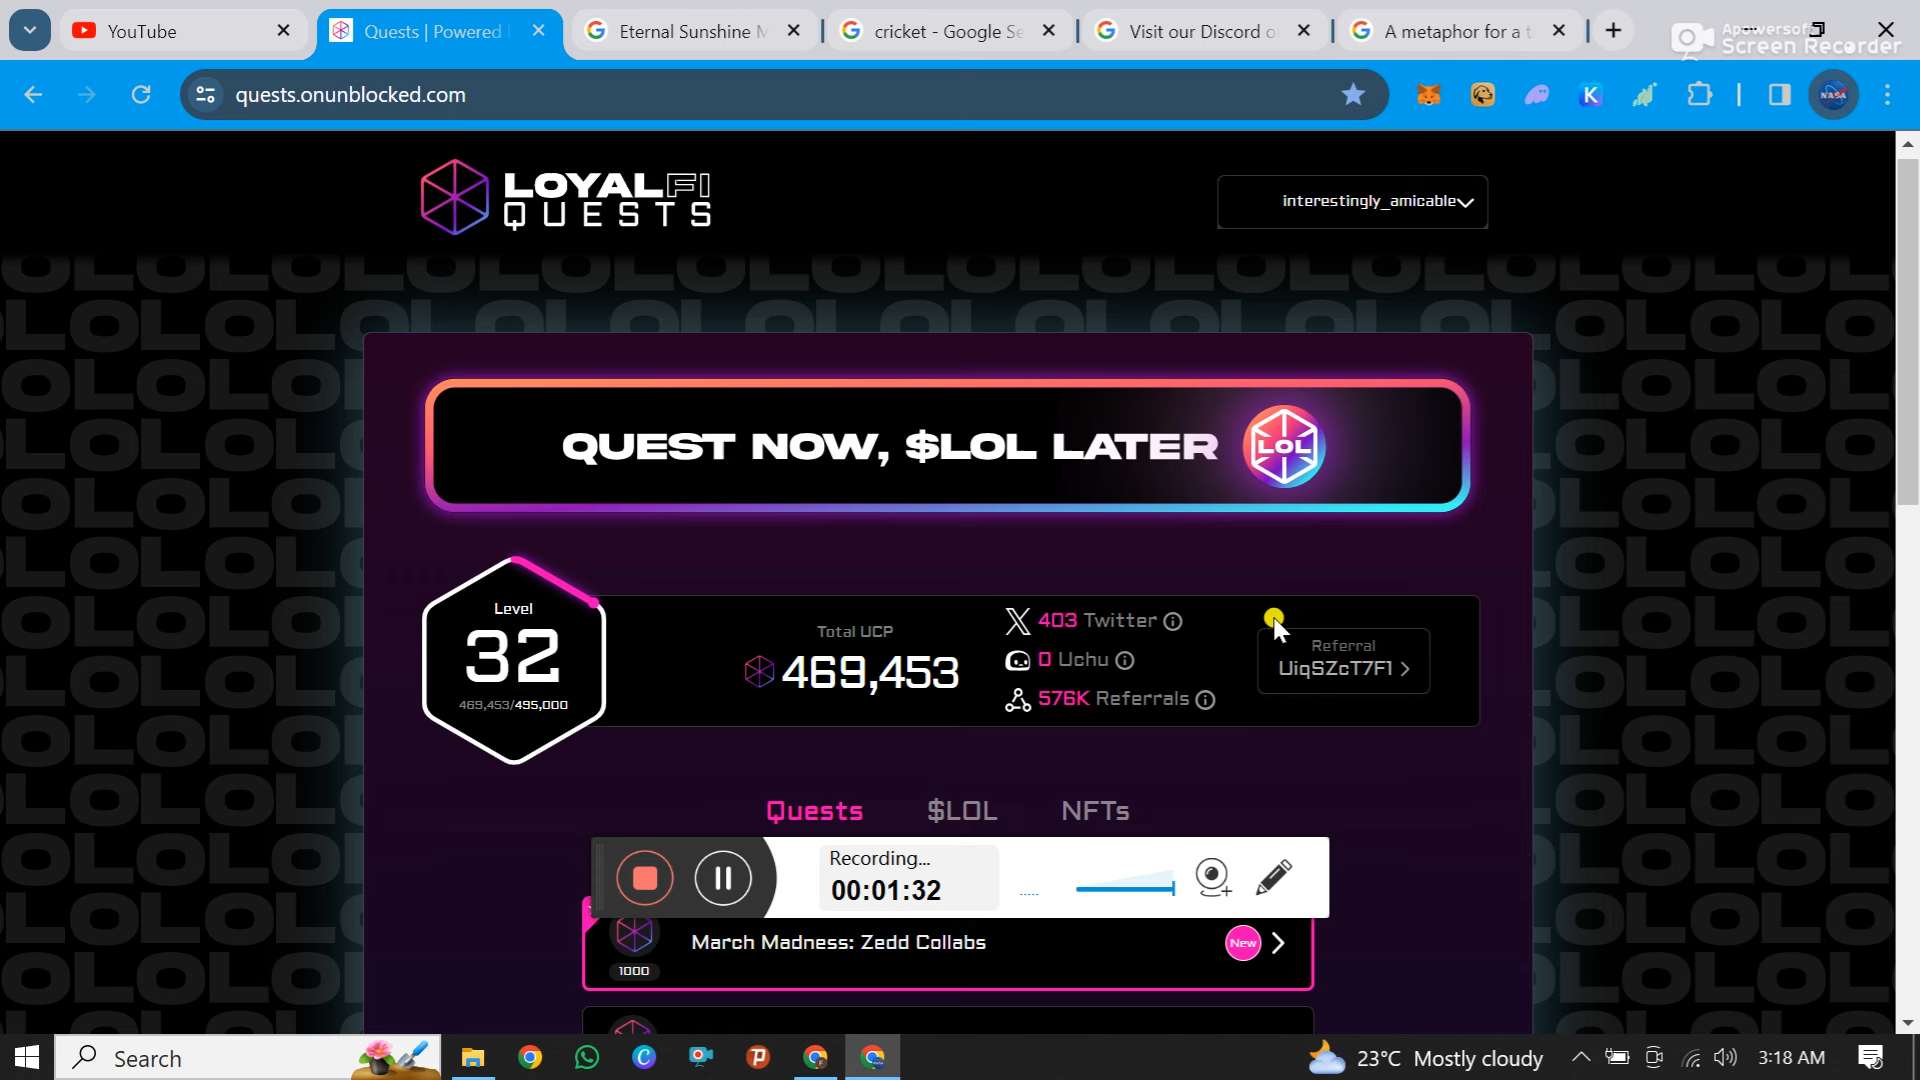 YouTube
Quests | Powered
Eternal Sunshine M
cricket - Google Se
Visit our Discord o
A metaphor for a t
Apowersoft
Screen Recorder
quests.onunblocked.com
K
NASA
LOYALFI
QUESTS
interestingly_amicable
QUEST NOW, $LOL LATER
LOL
Level
32
469,453/495,000
Total UCP
469,453
403 Twitter
0 Uchu
576K Referrals
Referral
UiqSZcT7F1
Quests
$LOL
NFTs
Recording...
00:01:32
March Madness: Zedd Collabs
New
1000
Search
23°C Mostly cloudy
3:18 AM